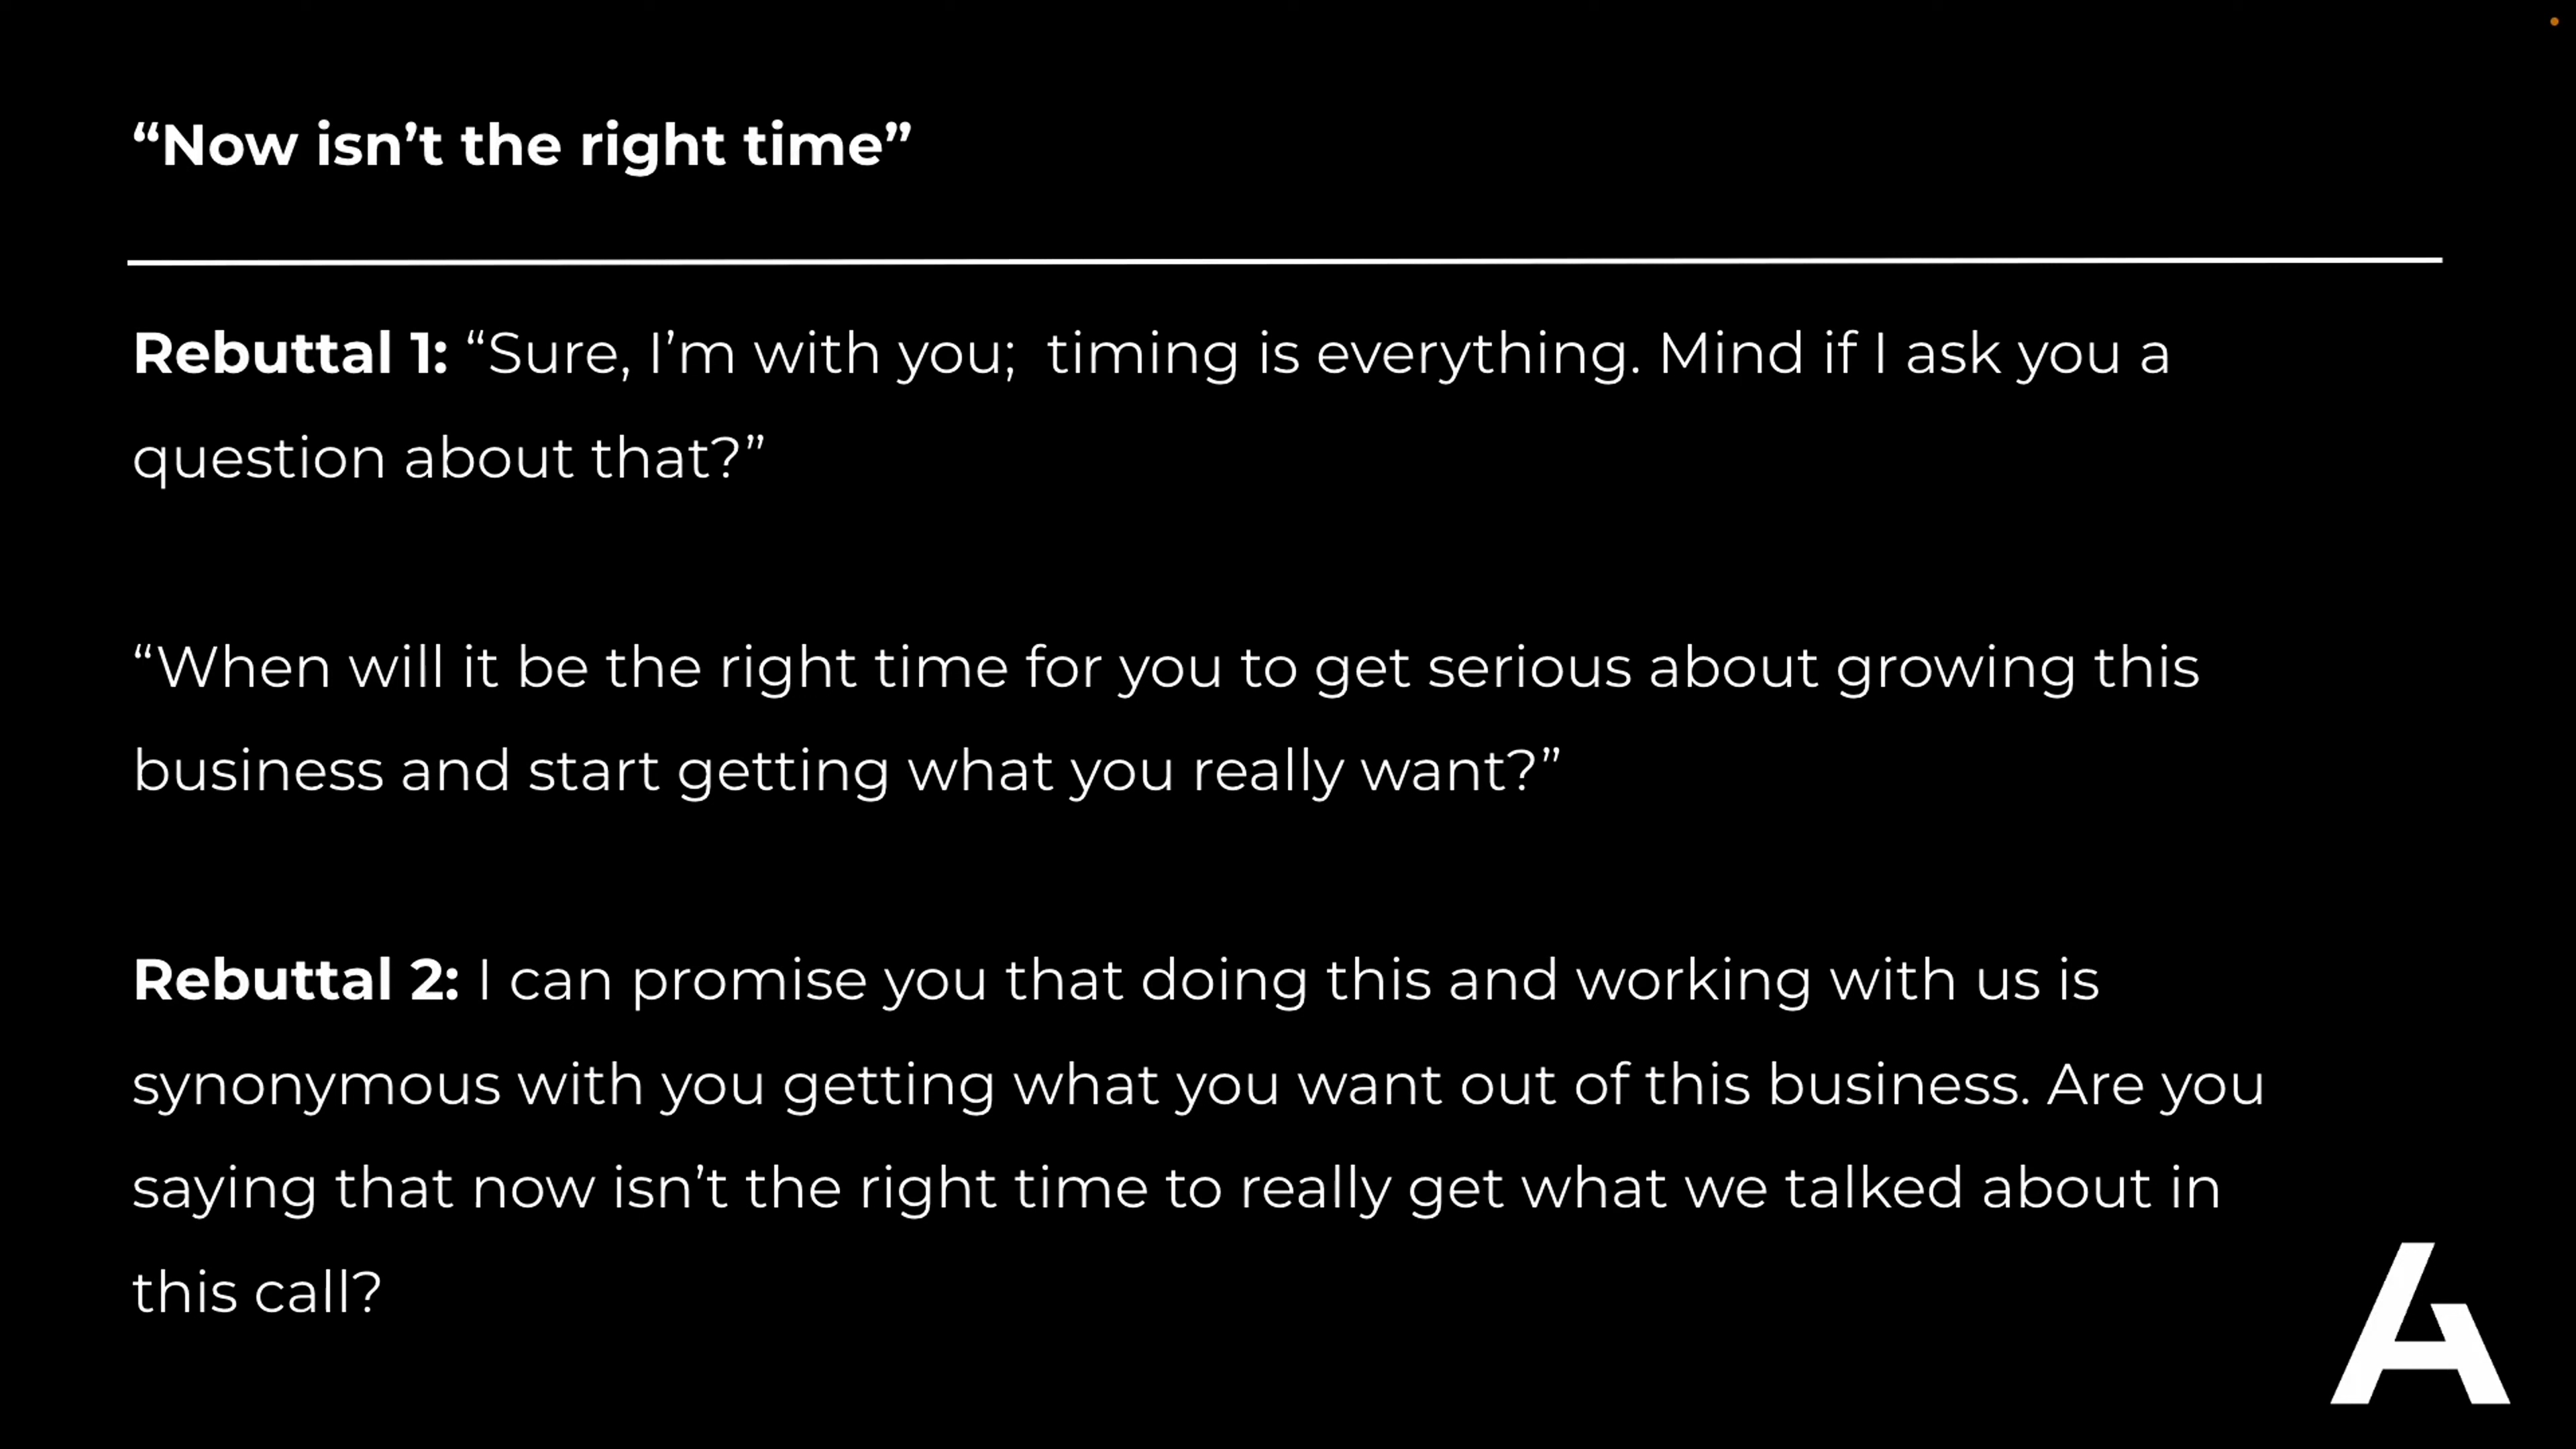 “Now isn’t the right time”
Rebuttal 1: “Sure, I’m with you;  timing is everything. Mind if I ask you a
question about that?”
“When will it be the right time for you to get serious about growing this
business and start getting what you really want?”
Rebuttal 2: I can promise you that doing this and working with us is
synonymous with you getting what you want out of this business. Are you
saying that now isn’t the right time to really get what we talked about in
this call?